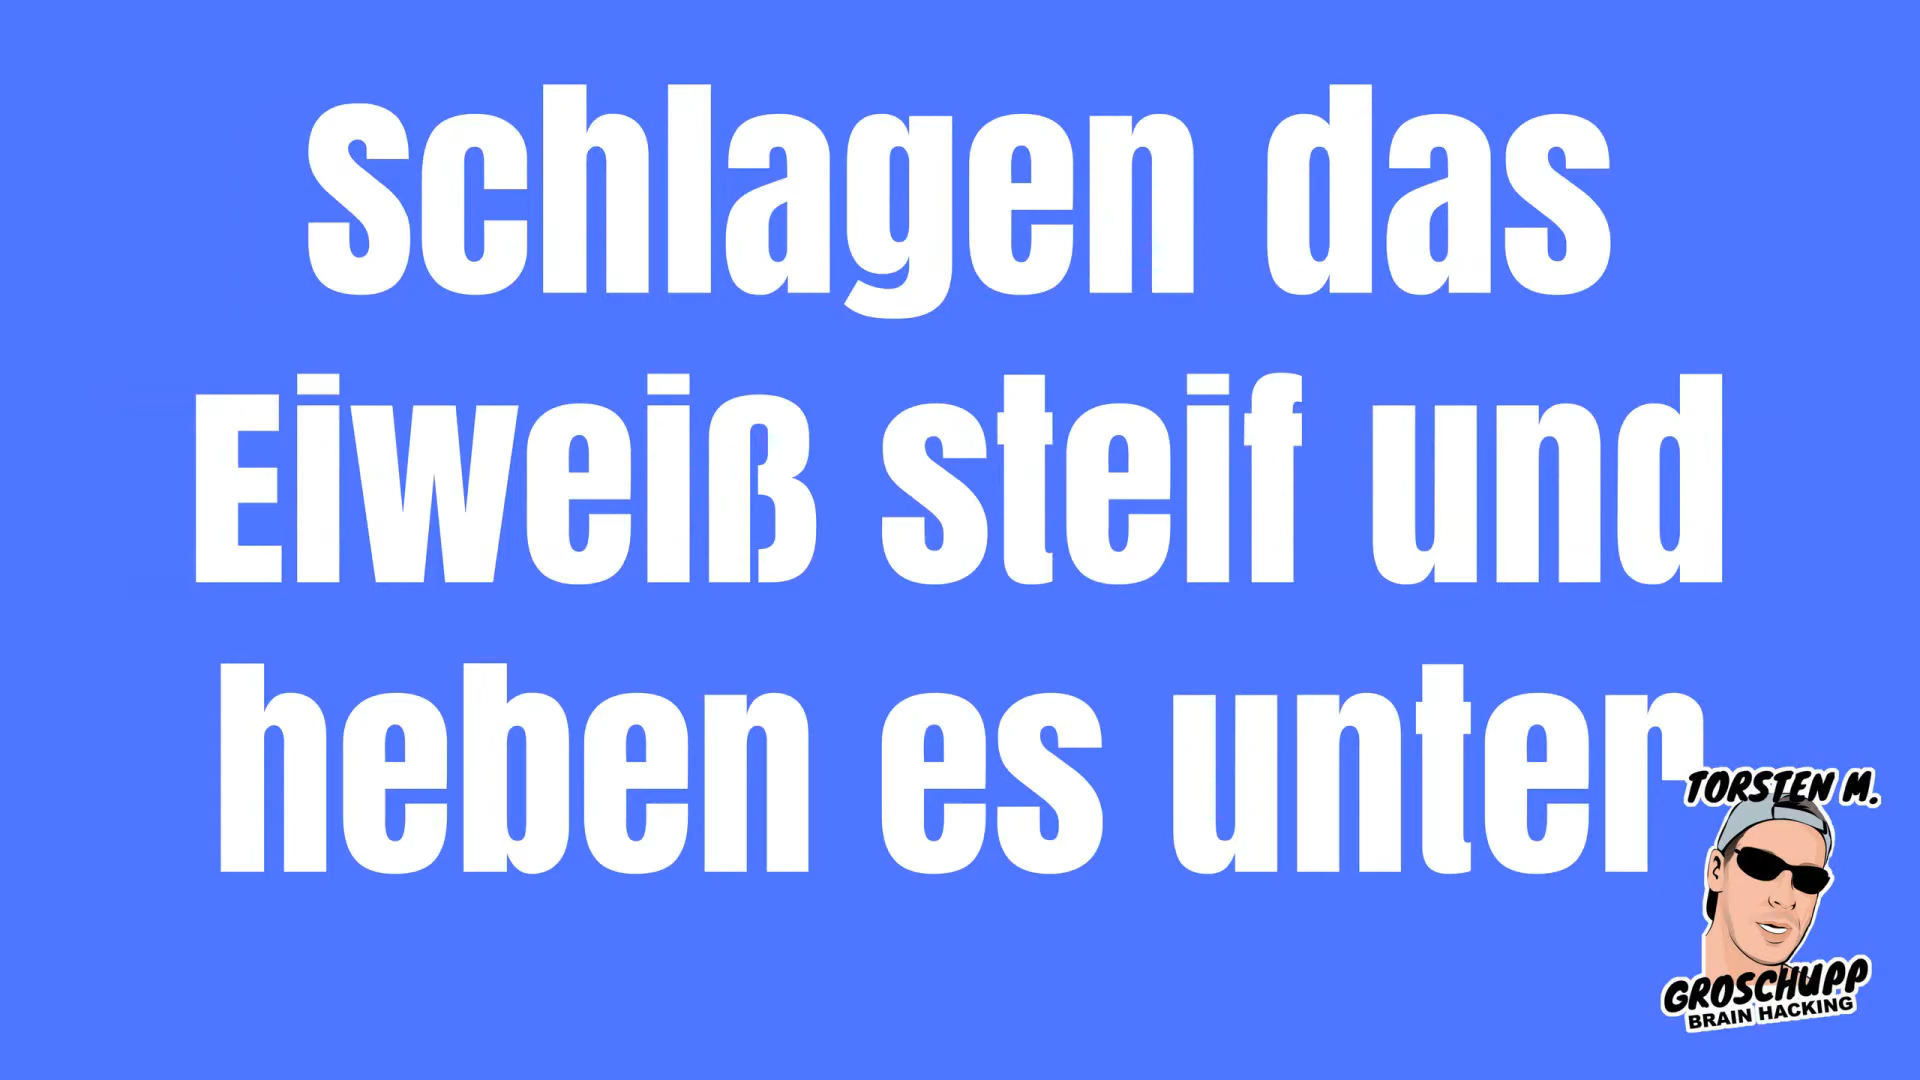 schlagen das
Eiweiß steif und
heben es unter
TORSTEN M.
GROSCHUPP
BRAIN HACKING